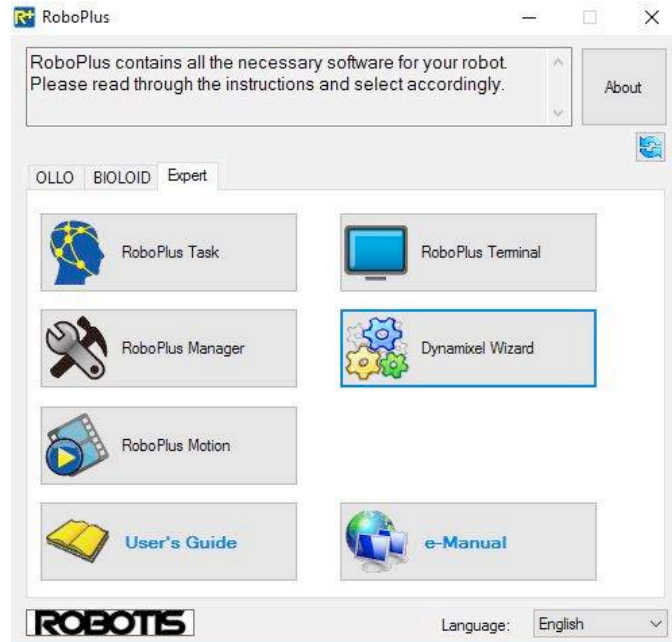 R+ RoboPlus
RoboPlus contains all the necessary software for your robot.
Please read through the instructions and select accordingly.
About
OLLO BIOLOID Expert
RoboPlus Task RoboPlus Terminal
RoboPlus Manager Dynamixel Wizard
RoboPlus Motion
User's Guide e-Manual
ROBOTIS Language: English